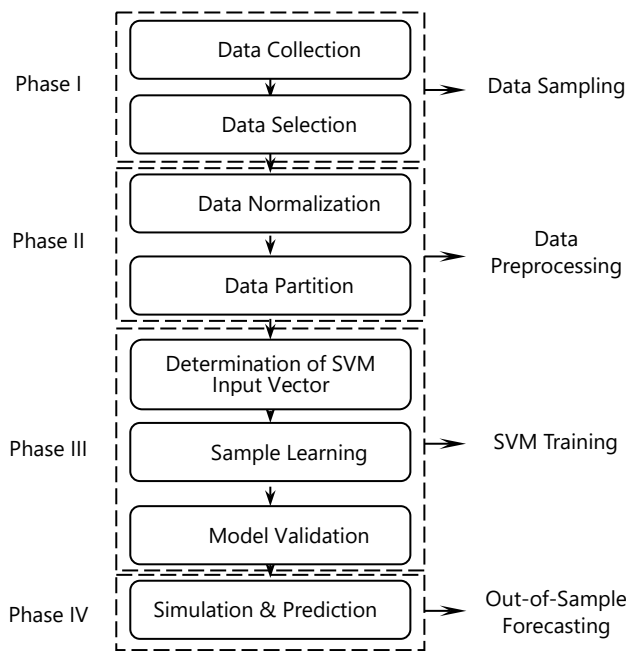 Data Collection
Phase I
Data Sampling
Data Selection
Data Normalization
Phase II
Data
Preprocessing
Data Partition
Determination of SVM
Input Vector
Phase III
Sample Learning
SVM Training
Model Validation
Phase IV
Simulation & Prediction
Out-of-Sample
Forecasting